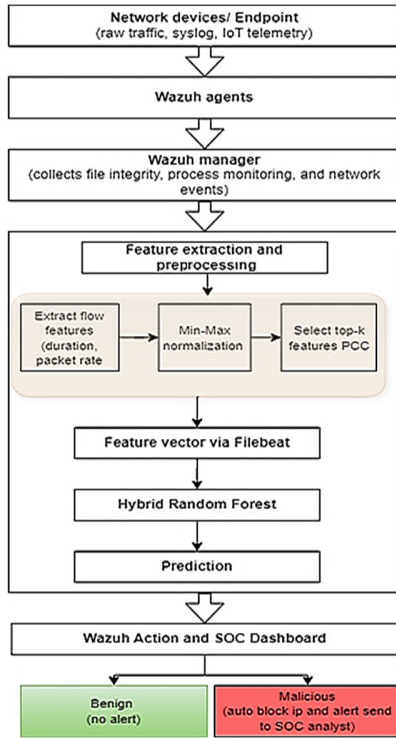 Network devices/ Endpoint
(raw traffic, syslog, IoT telemetry)
Wazuh agents
Wazuh manager
(collects file integrity, process monitoring, and network
events)
Feature extraction and
preprocessing
Extract flow
features
(duration,
packet rate
Min-Max
normalization
Select top-k
features PCC
Feature vector via Filebeat
Hybrid Random Forest
Prediction
Wazuh Action and SOC Dashboard
Benign
(no alert)
Malicious
(auto block ip and alert send
to SOC analyst)